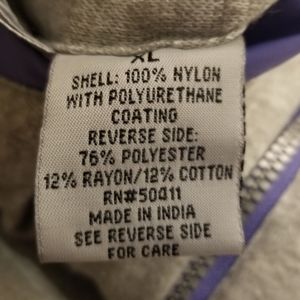 XL
SHELL: 100% NYLON
WITH POLYURETHANE
COATING
REVERSE SIDE:
76% POLYESTER
12% RAYON/12% COTTON
RN#50411
MADE IN INDIA
SEE REVERSE SIDE
FOR CARE